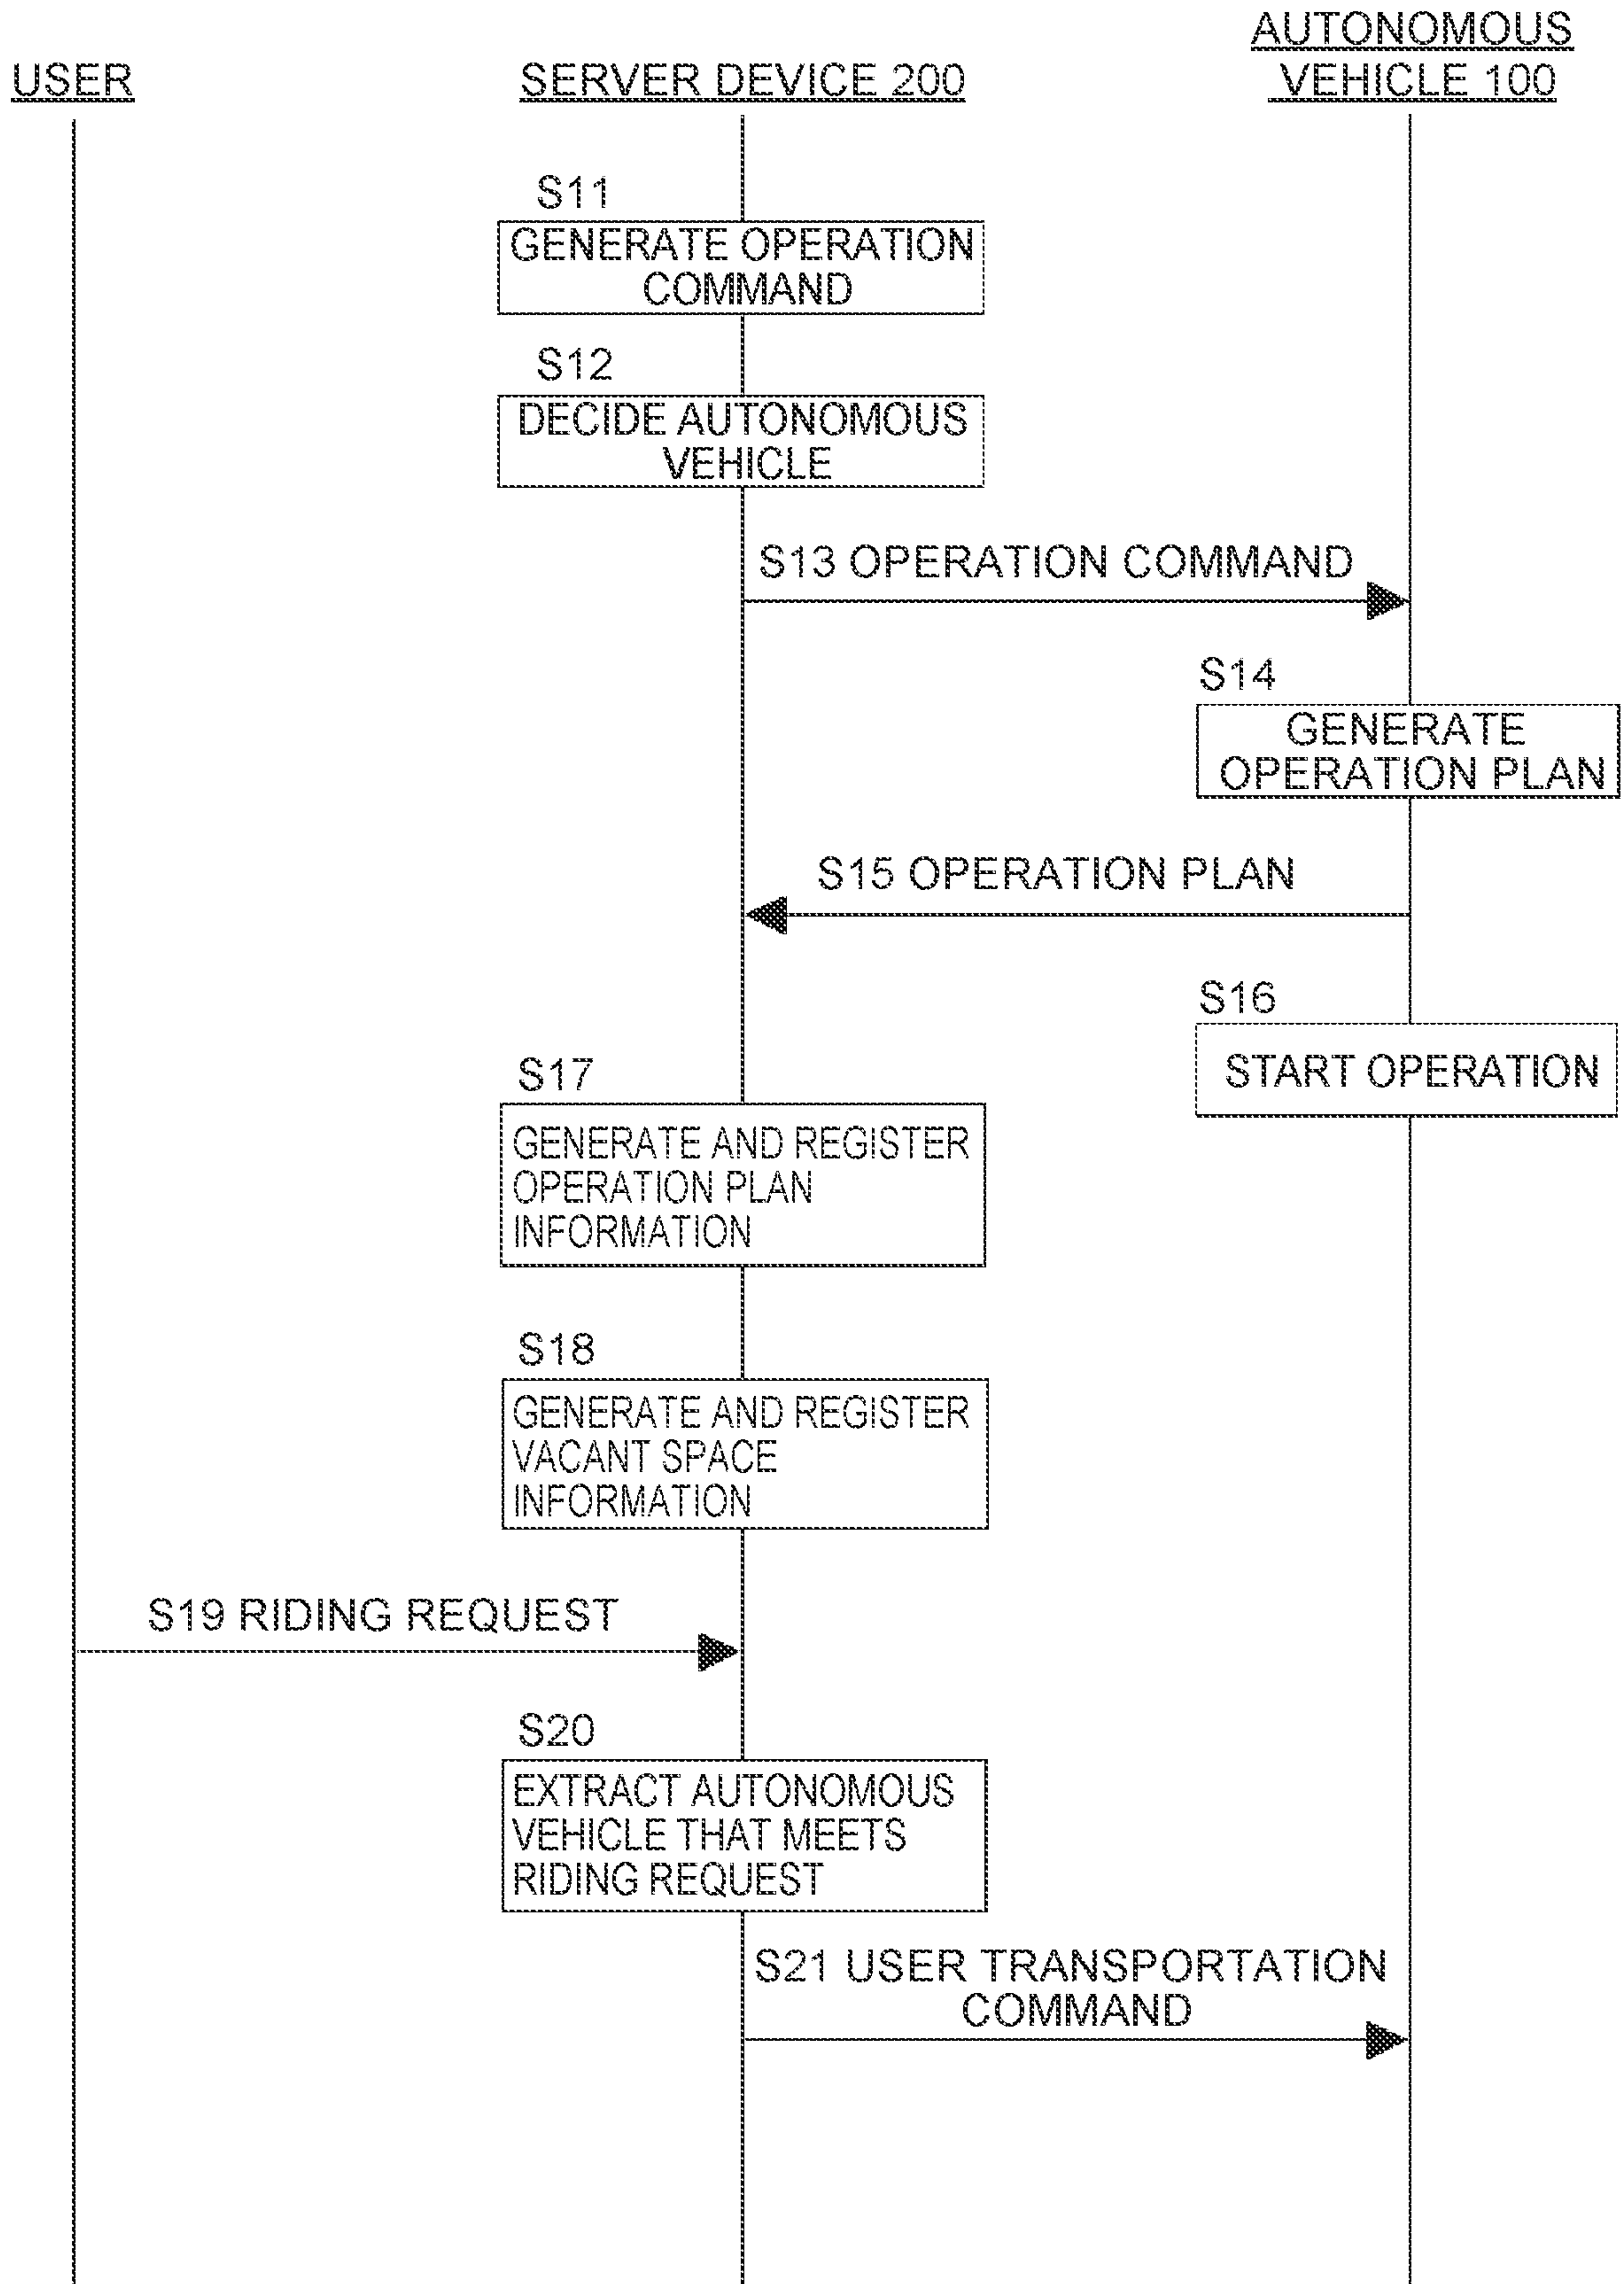 USER
SERVER DEVICE 200
AUTONOMOUS
VEHICLE 100
S11
GENERATE OPERATION
COMMAND
S12
DECIDE AUTONOMOUS
VEHICLE
S13 OPERATION COMMAND
S14
GENERATE
OPERATION PLAN
S15 OPERATION PLAN
S16
START OPERATION
S17
GENERATE AND REGISTER
OPERATION PLAN
INFORMATION
S18
GENERATE AND REGISTER
VACANT SPACE
INFORMATION
S19 RIDING REQUEST
S20
EXTRACT AUTONOMOUS
VEHICLE THAT MEETS
RIDING REQUEST
S21 USER TRANSPORTATION
COMMAND